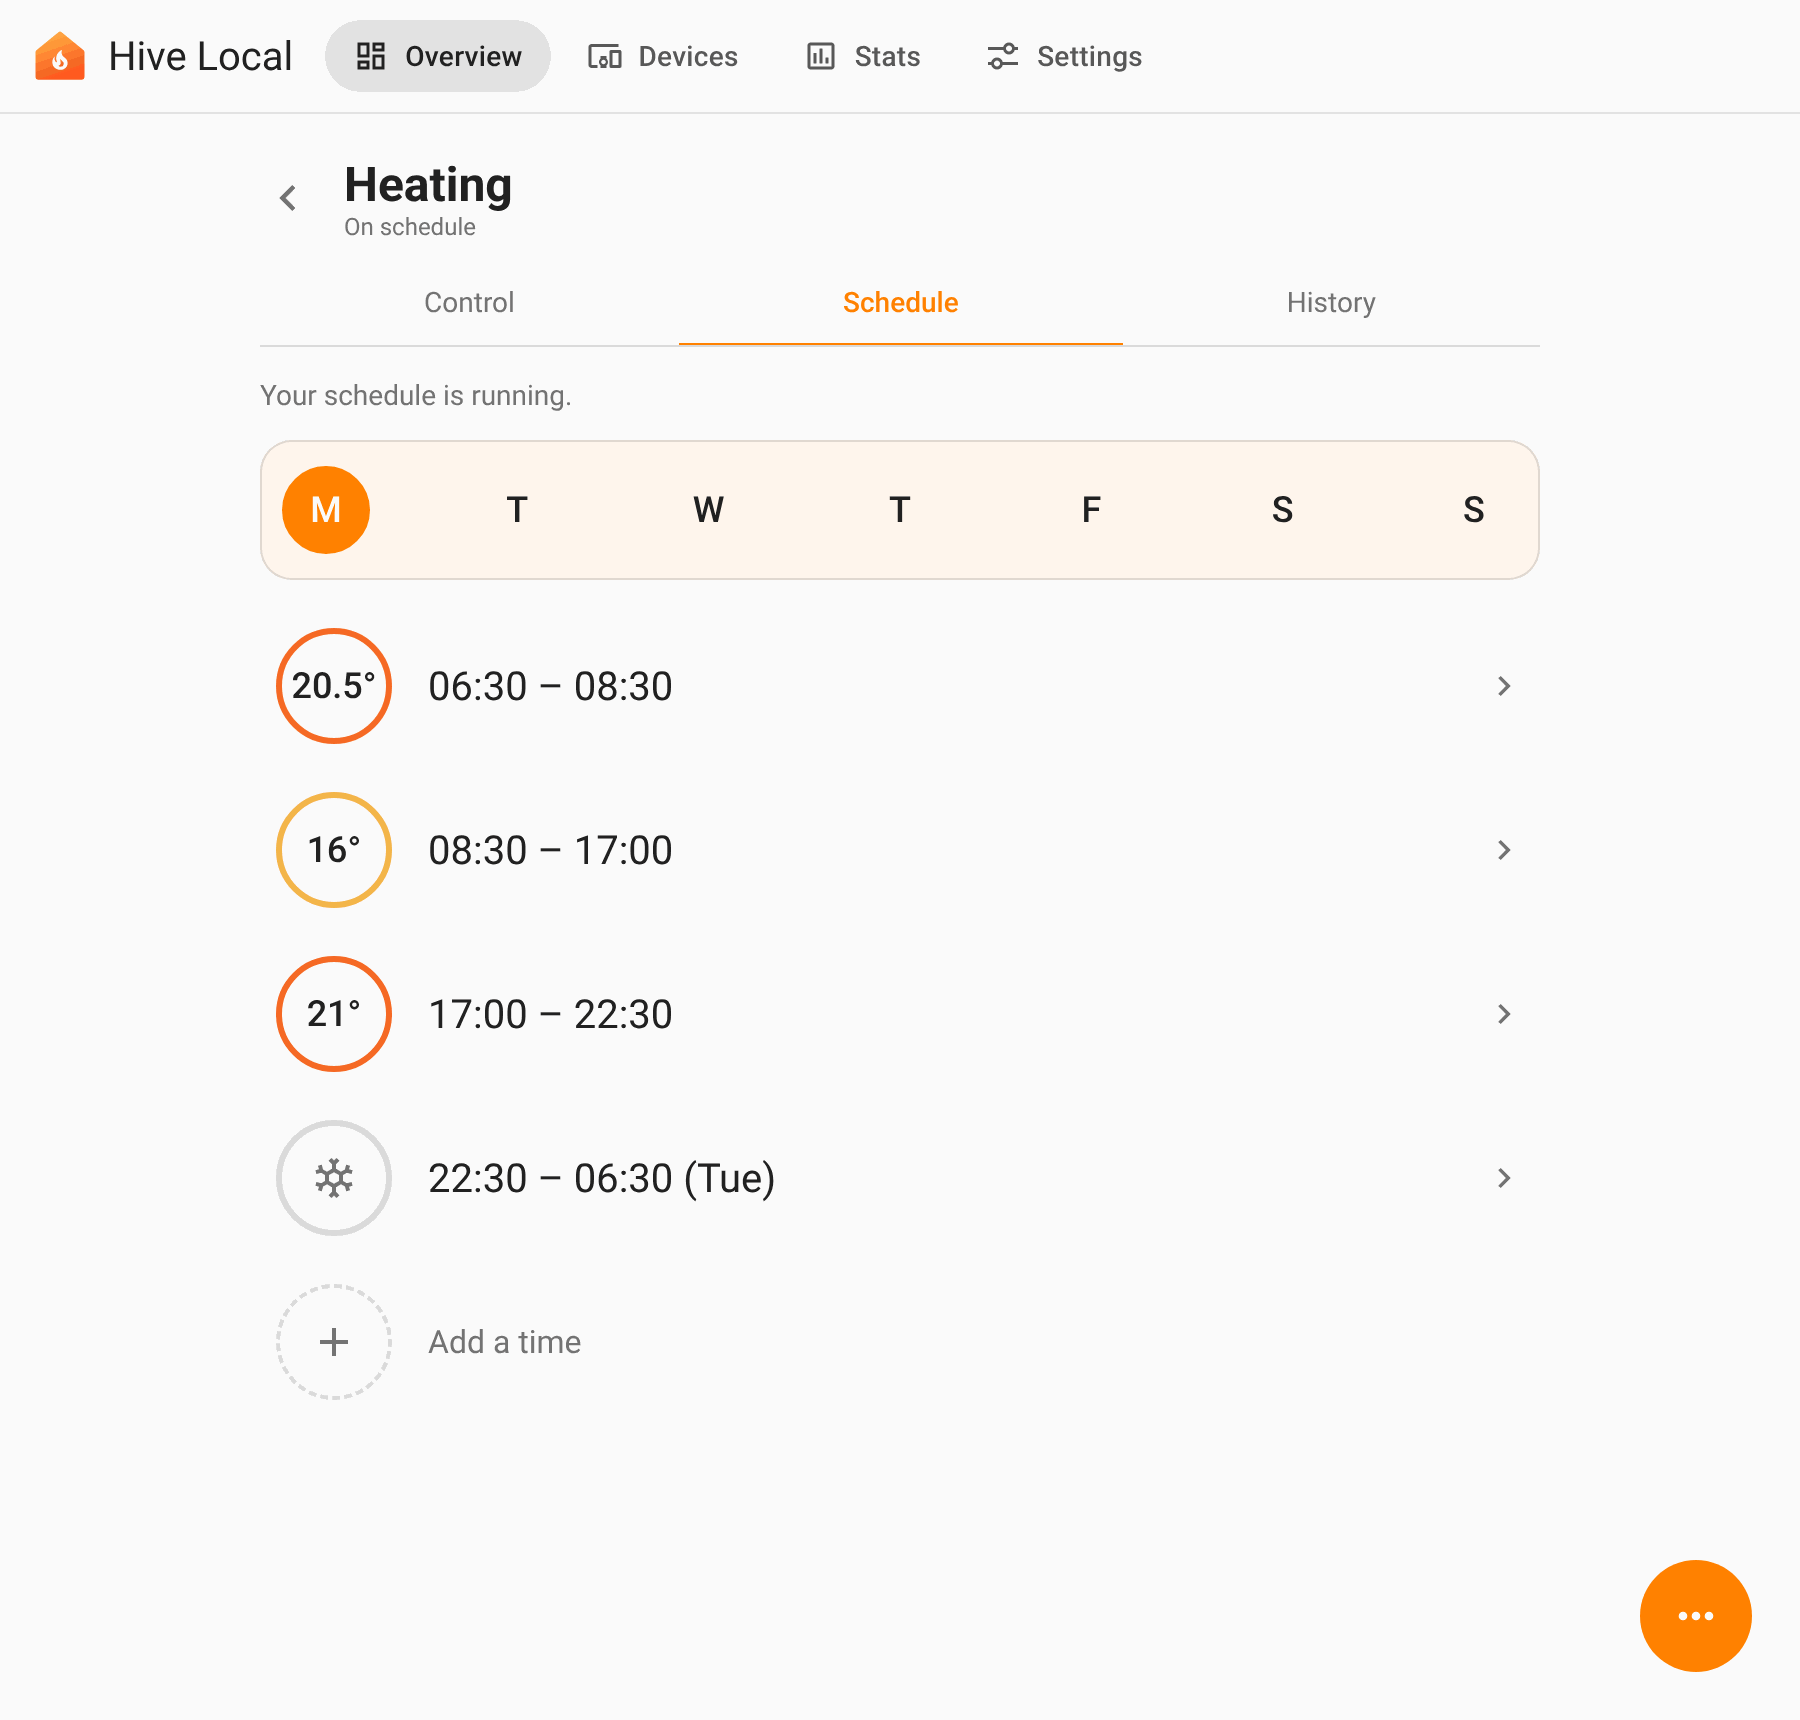 Hive Local
Overview
Devices
Stats
Settings
Heating
On schedule
Control
Schedule
History
Your schedule is running.
M T W T F S S
20.5° 06:30 – 08:30
16° 08:30 – 17:00
21° 17:00 – 22:30
22:30 – 06:30 (Tue)
Add a time